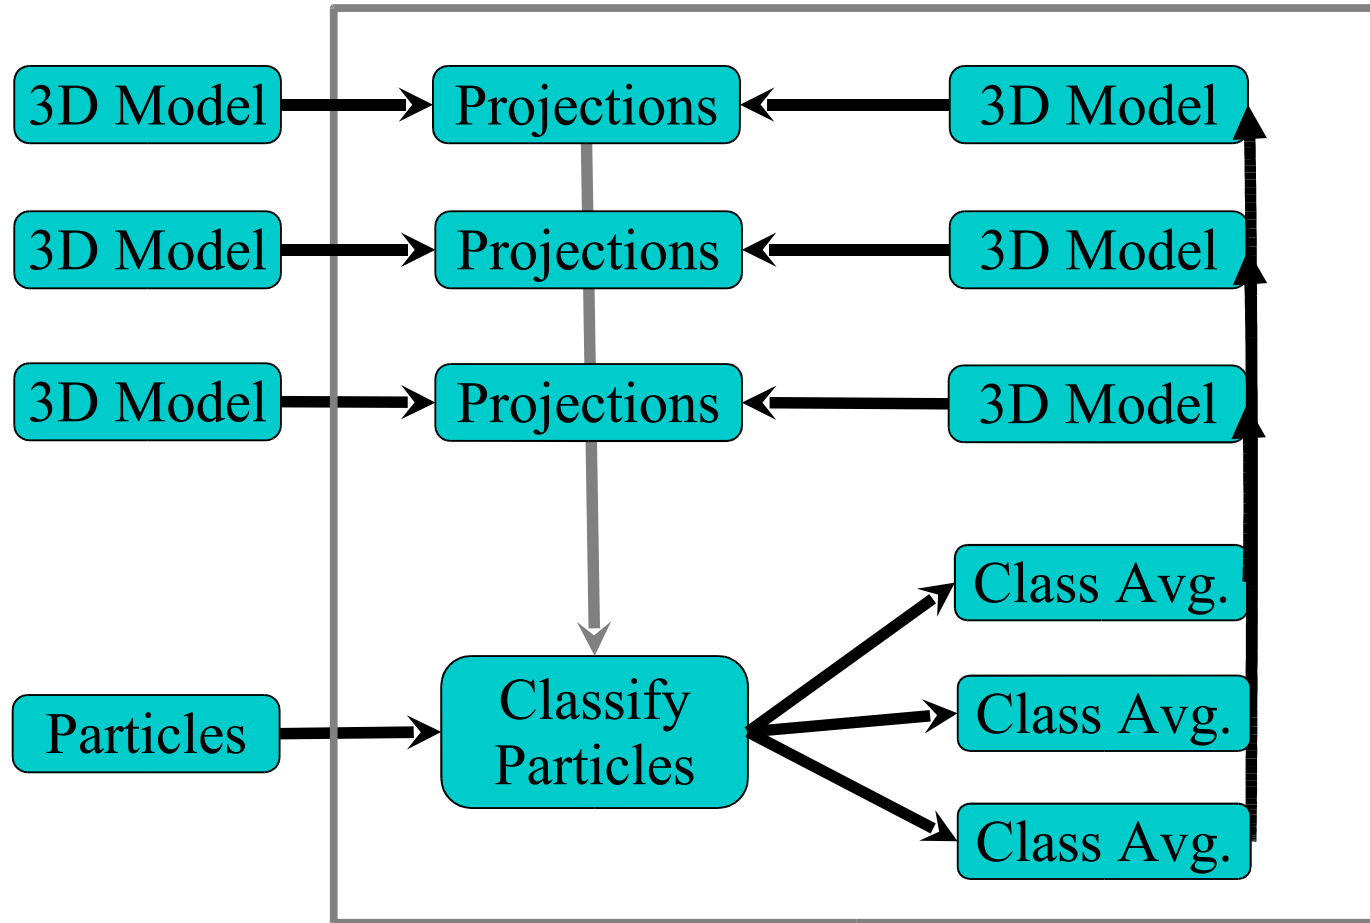 3D Model
Projections
3D Model
3D Model
Projections
3D Model
3D Model
Projections
3D Model
Class Avg.
Particles
Classify
Particles
Class Avg.
Class Avg.